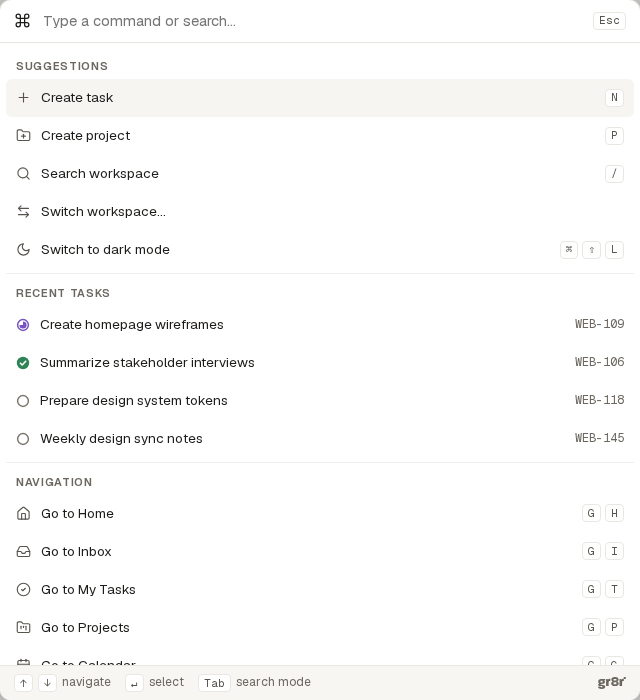 ⌘ Type a command or search... Esc
SUGGESTIONS
Create task N
Create project P
Search workspace /
Switch workspace...
Switch to dark mode ⌘ ⇧ L
RECENT TASKS
Create homepage wireframes WEB-109
Summarize stakeholder interviews WEB-106
Prepare design system tokens WEB-118
Weekly design sync notes WEB-145
NAVIGATION
Go to Home G H
Go to Inbox G I
Go to My Tasks G T
Go to Projects G P
Go to Calendar
↑ ↓ navigate ↵ select Tab search mode gr8r